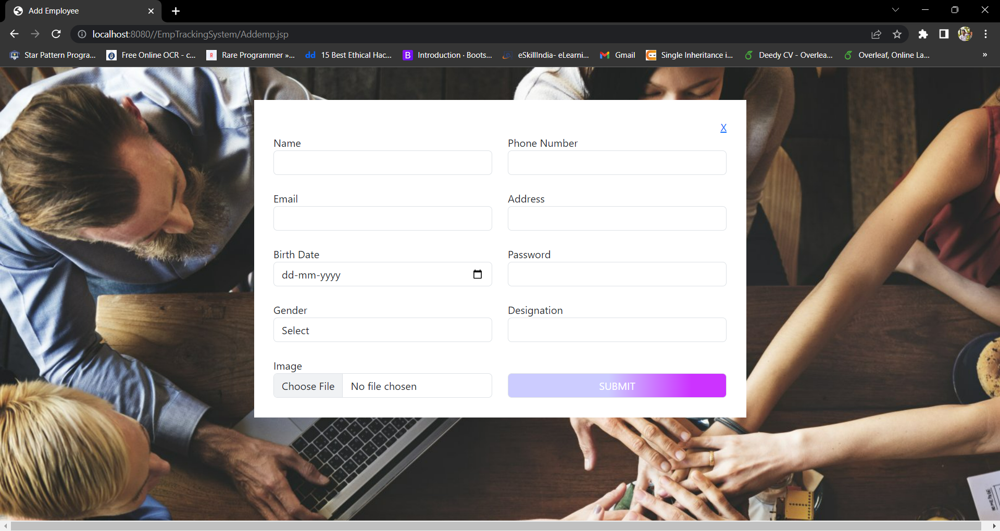 Add Employee
localhost:8080//EmpTrackingSystem/Addemp.jsp
Star Pattern Progra... Free Online OCR - c... Rare Programmer »... 15 Best Ethical Hac... Introduction · Boots... eSkillIndia- eLearni... Gmail Single Inheritance i... Deedy CV - Overlea... Overleaf, Online La... »
X
Name Phone Number
Email Address
Birth Date Password
dd-mm-yyyy
Gender Designation
Select
Image
Choose File No file chosen SUBMIT